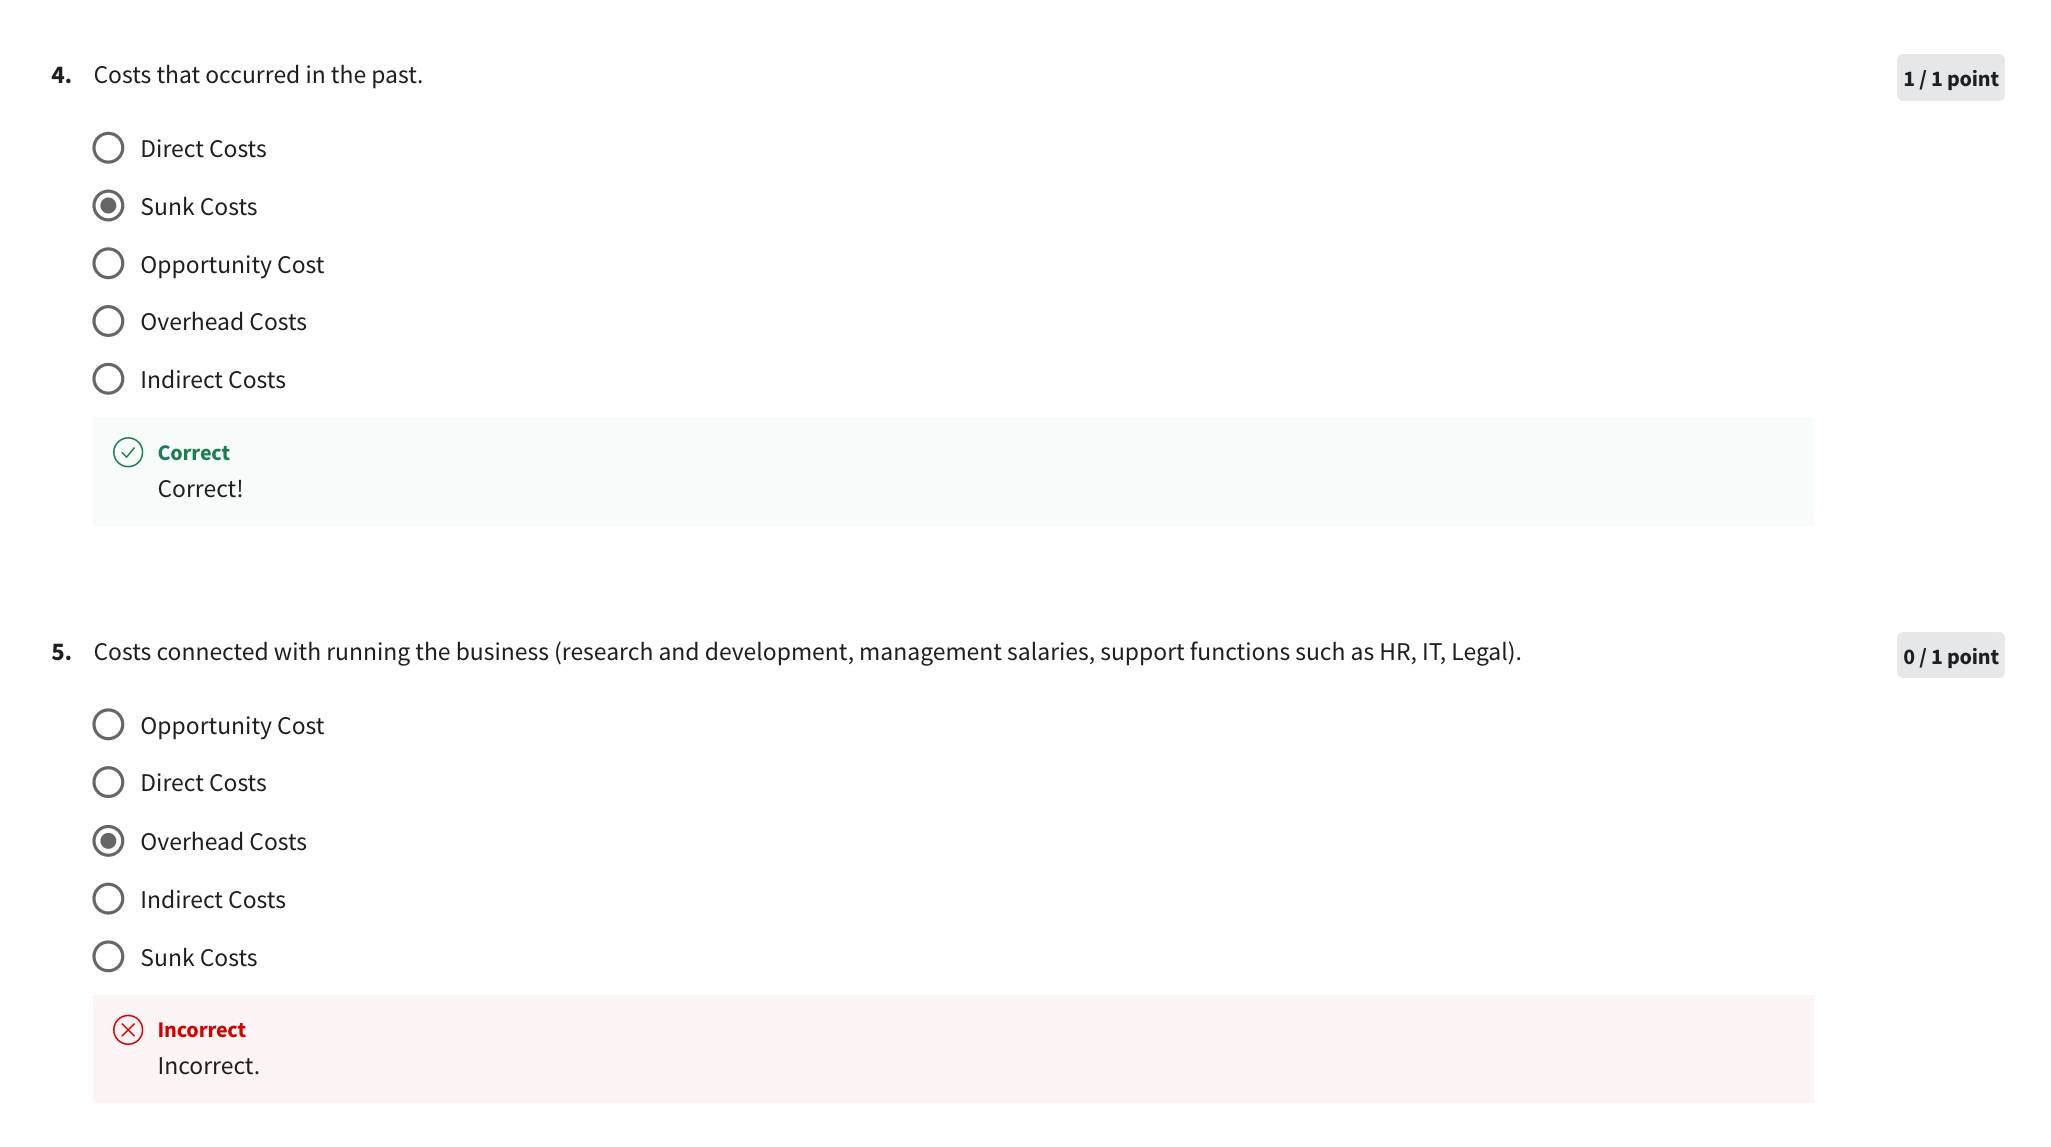 4. Costs that occurred in the past.
1 / 1 point
Direct Costs
Sunk Costs
Opportunity Cost
Overhead Costs
Indirect Costs
Correct
Correct!
5. Costs connected with running the business (research and development, management salaries, support functions such as HR, IT, Legal).
0 / 1 point
Opportunity Cost
Direct Costs
Overhead Costs
Indirect Costs
Sunk Costs
Incorrect
Incorrect.